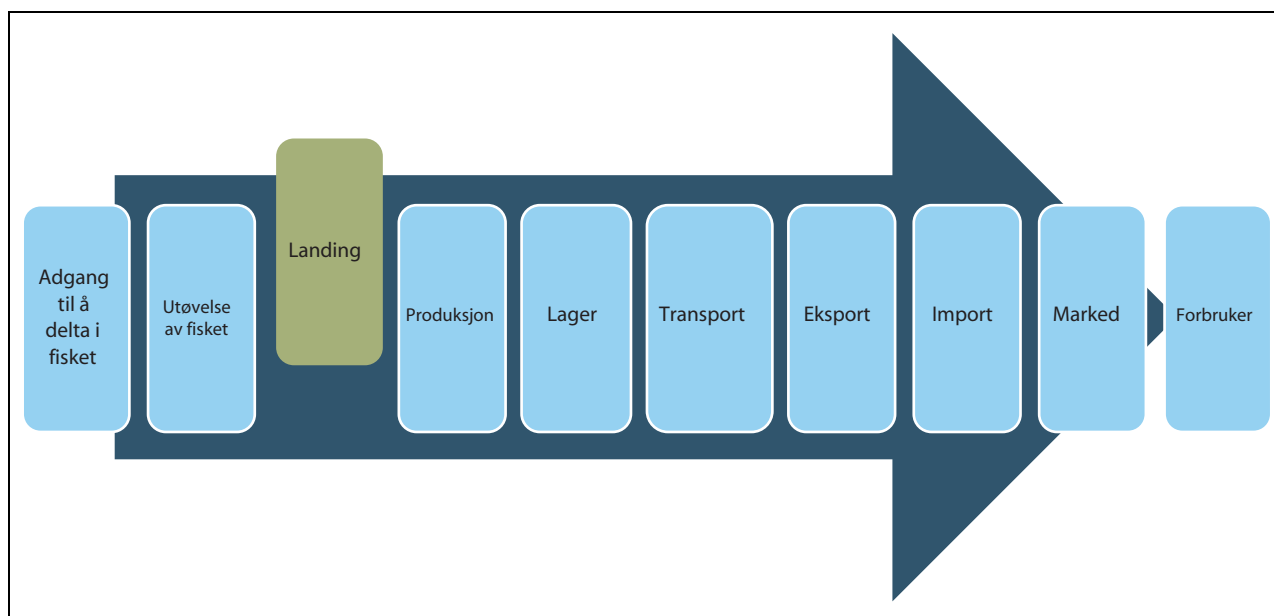 Adgang
til å
delta i
fisket
Utøvelse
av fisket
Landing
Produksjon
Lager
Transport
Eksport
Import
Marked
Forbruker